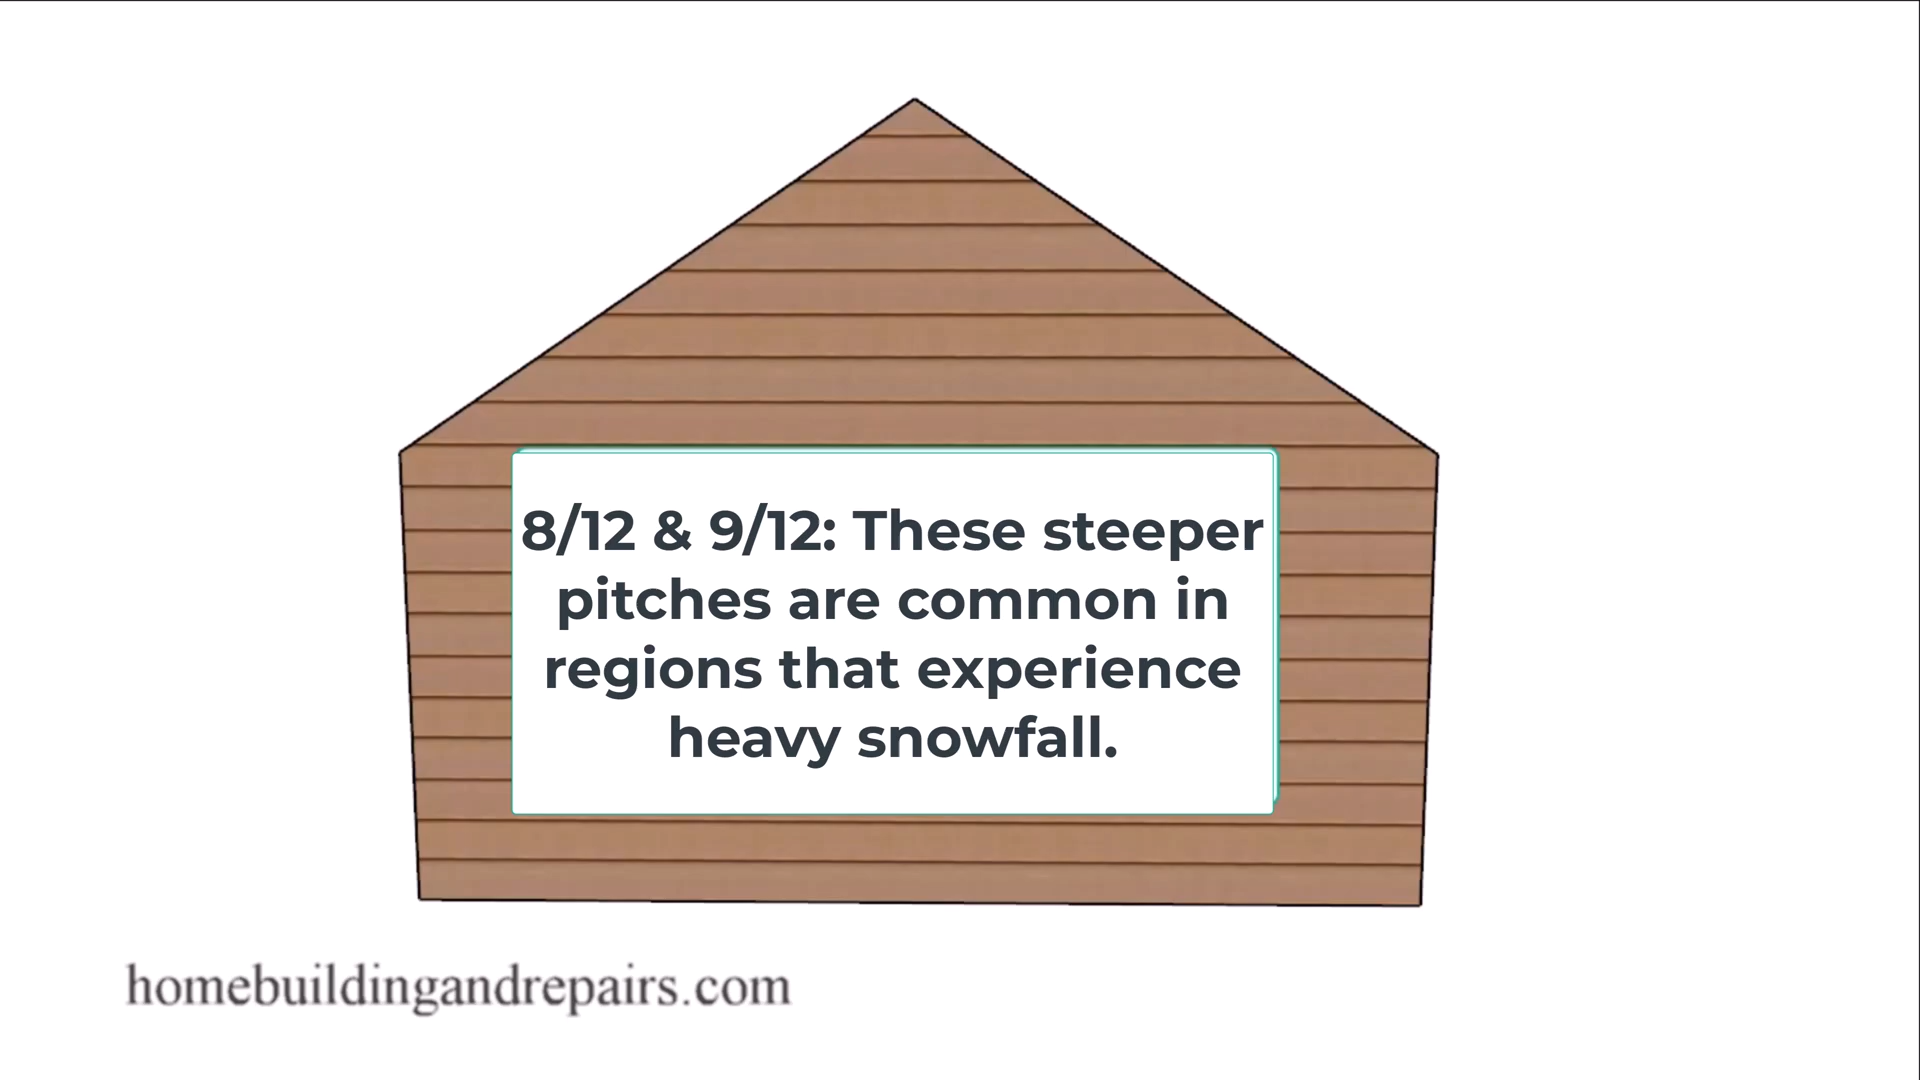 8/12 & 9/12: These steeper
pitches are common in
regions that experience
heavy snowfall.
homebuildingandrepairs.com